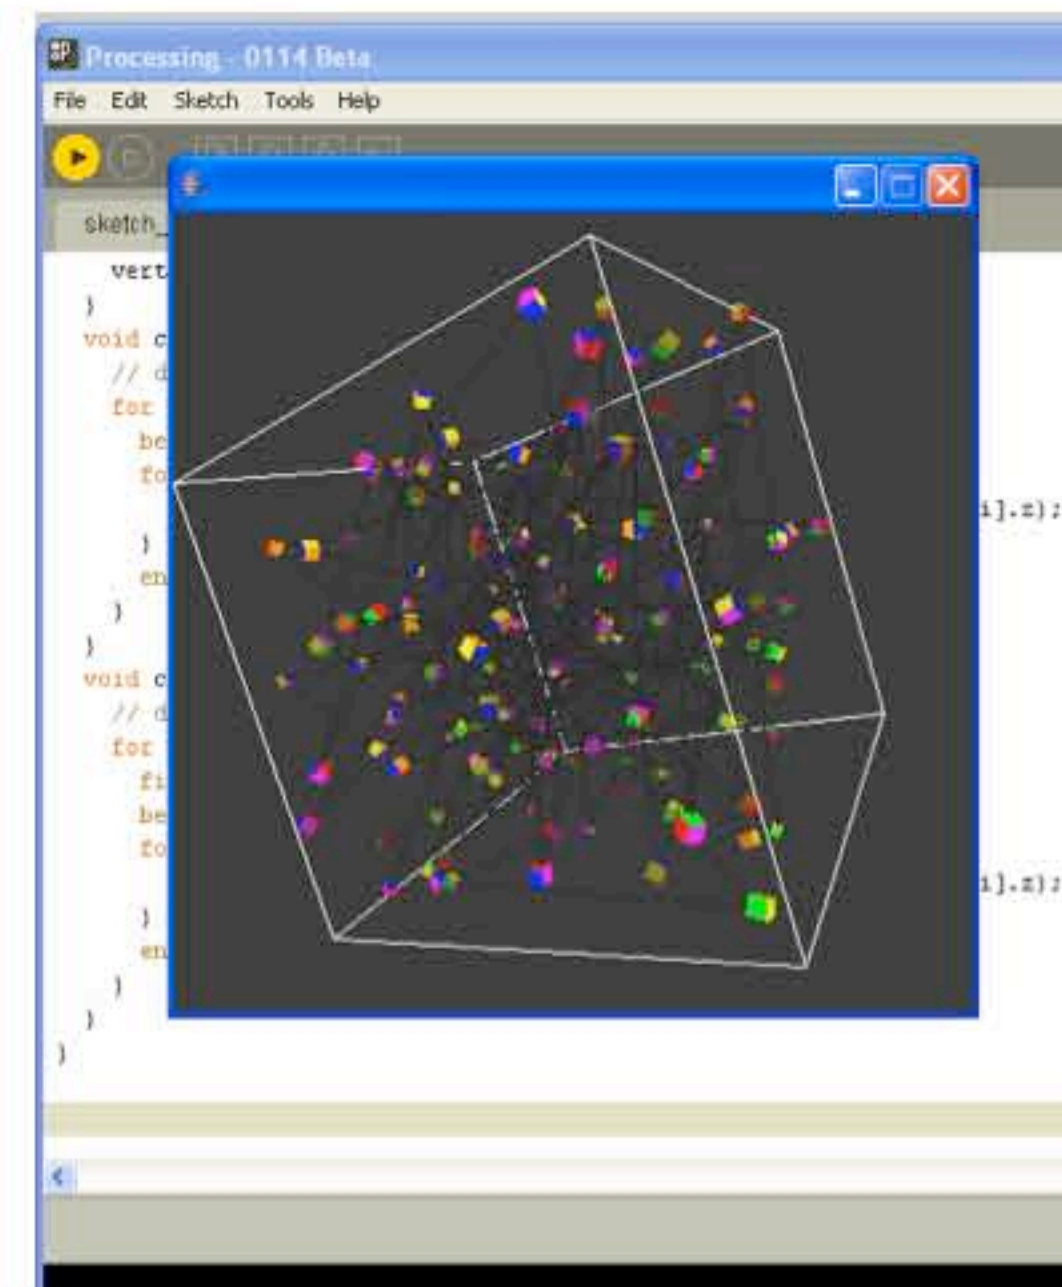 Processing - 0114 Beta
File Edit Sketch Tools Help
sketch_
vert
}
void c
// d
for
be
fo
i].z);
}
en
}
}
void c
// d
for
fi
be
fo
i].z);
}
en
}
}
}